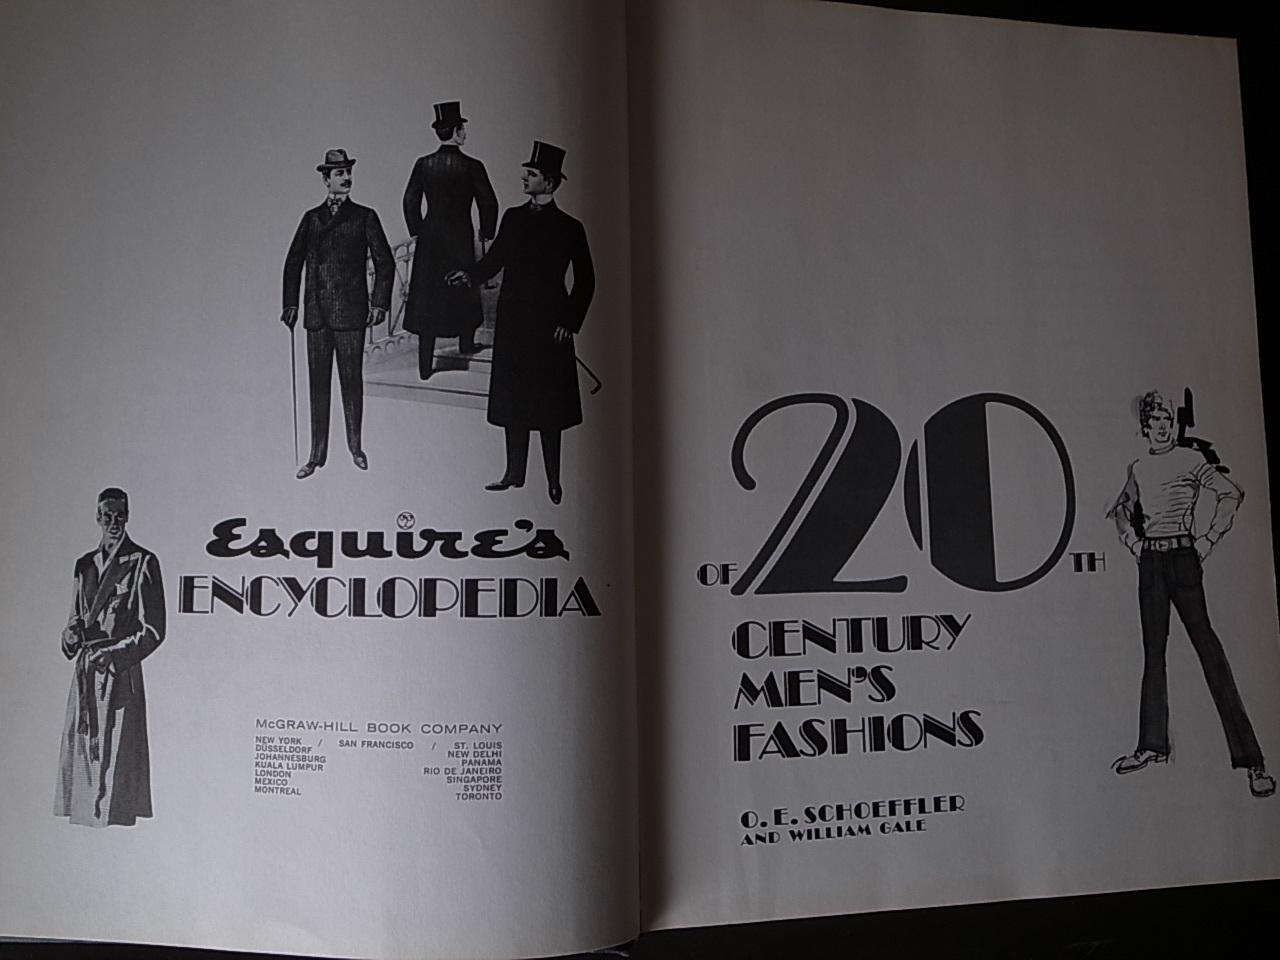 Esquire's
ENCYCLOPEDIA
McGRAW-HILL BOOK COMPANY
NEW YORK / SAN FRANCISCO / ST. LOUIS
DÜSSELDORF NEW DELHI
JOHANNESBURG PANAMA
KUALA LUMPUR RIO DE JANEIRO
LONDON SINGAPORE
MEXICO SYDNEY
MONTREAL TORONTO
OF 20TH
CENTURY
MEN'S
FASHIONS
O. E. SCHOEFFLER
AND WILLIAM GALE